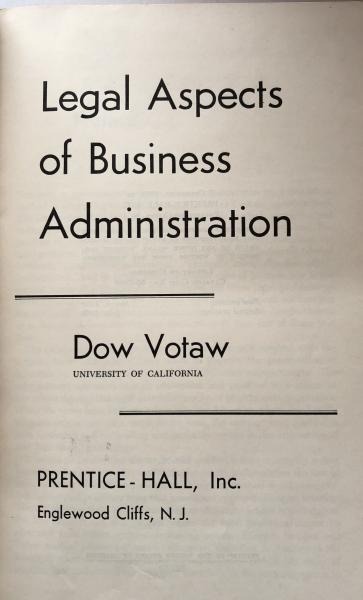 Legal Aspects
of Business
Administration
Dow Votaw
UNIVERSITY OF CALIFORNIA
PRENTICE - HALL, Inc.
Englewood Cliffs, N. J.